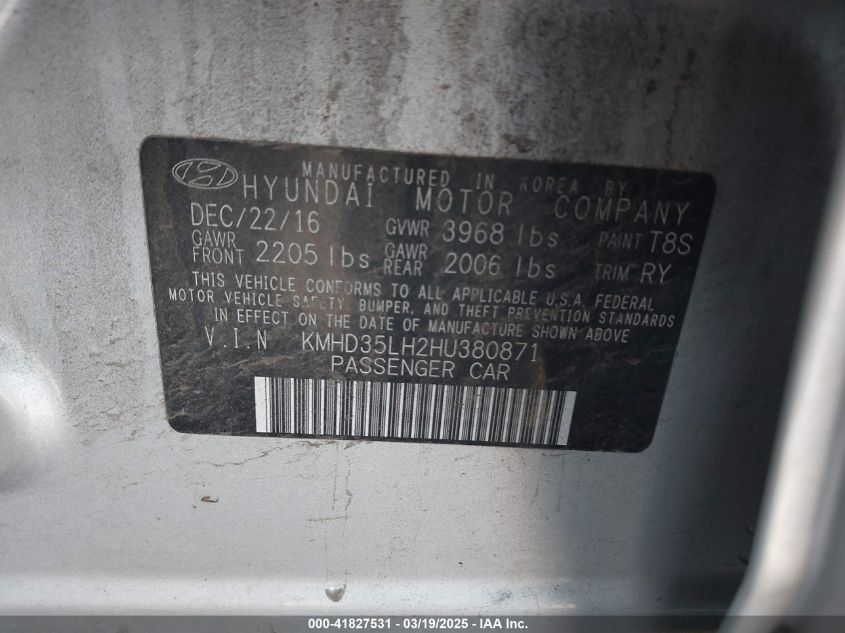 MANUFACTURED IN KOREA BY
HYUNDAI MOTOR COMPANY
DEC/22/16 GVWR 3968 lbs PAINT T8S
GAWR FRONT 2205 lbs GAWR REAR 2006 lbs TRIM RY
THIS VEHICLE CONFORMS TO ALL APPLICABLE U.S.A. FEDERAL
MOTOR VEHICLE SAFETY, BUMPER, AND THEFT PREVENTION STANDARDS
IN EFFECT ON THE DATE OF MANUFACTURE SHOWN ABOVE
V.I.N KMHD35LH2HU380871
PASSENGER CAR
000-41827531 - 03/19/2025 - IAA Inc.